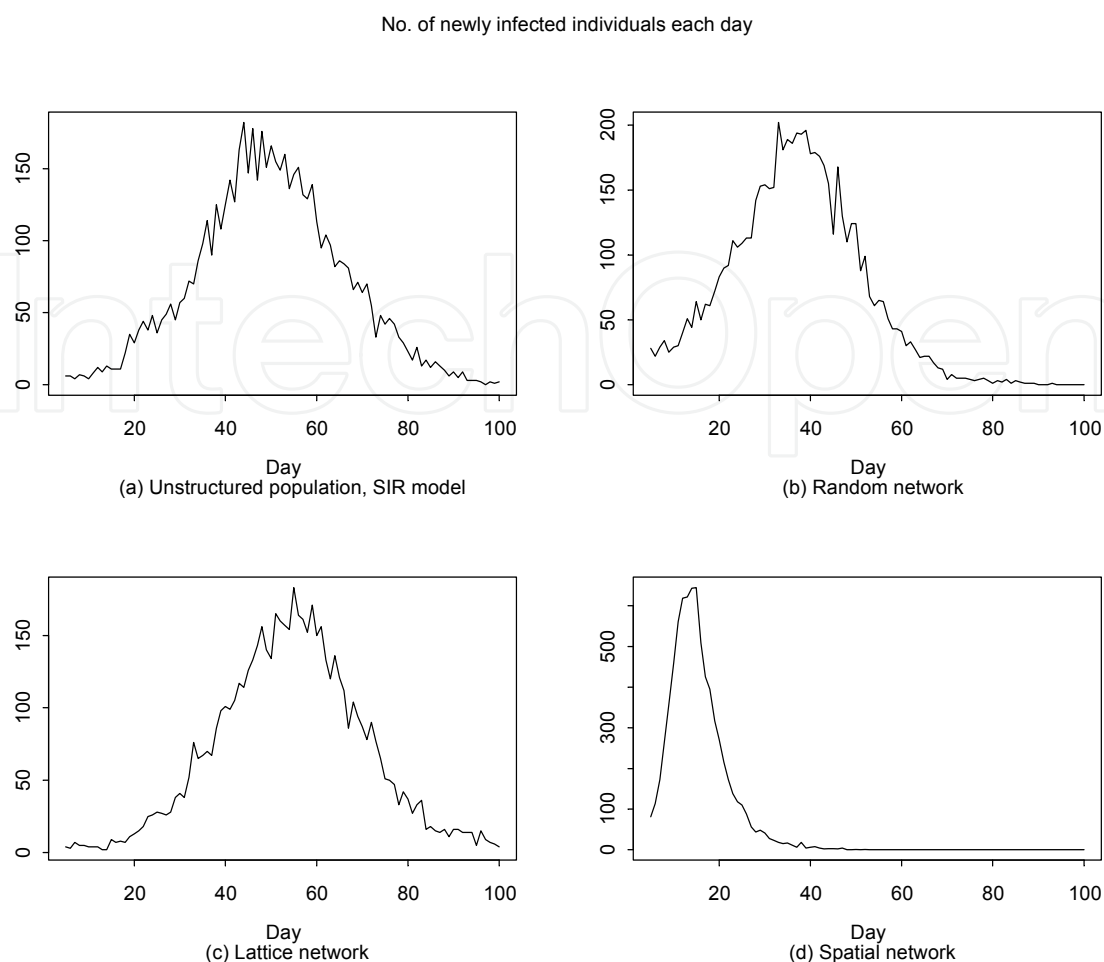 No. of newly infected individuals each day
0 50 100 150
20 40 60 80 100
Day
(a) Unstructured population, SIR model
0 50 100 150 200
20 40 60 80 100
Day
(b) Random network
0 50 100 150
20 40 60 80 100
Day
(c) Lattice network
0 100 300 500
20 40 60 80 100
Day
(d) Spatial network
IntechOpen